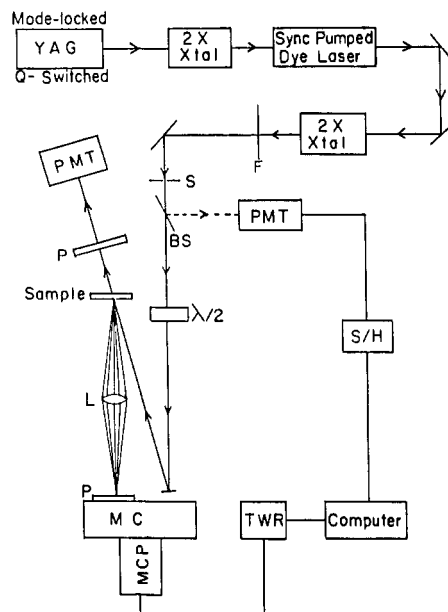 Mode-locked
YAG
Q-Switched
2X
Xtal
Sync Pumped
Dye Laser
2X
Xtal
F
S
BS
PMT
PMT
P
Sample
λ/2
S/H
L
P
MC
MCP
TWR
Computer